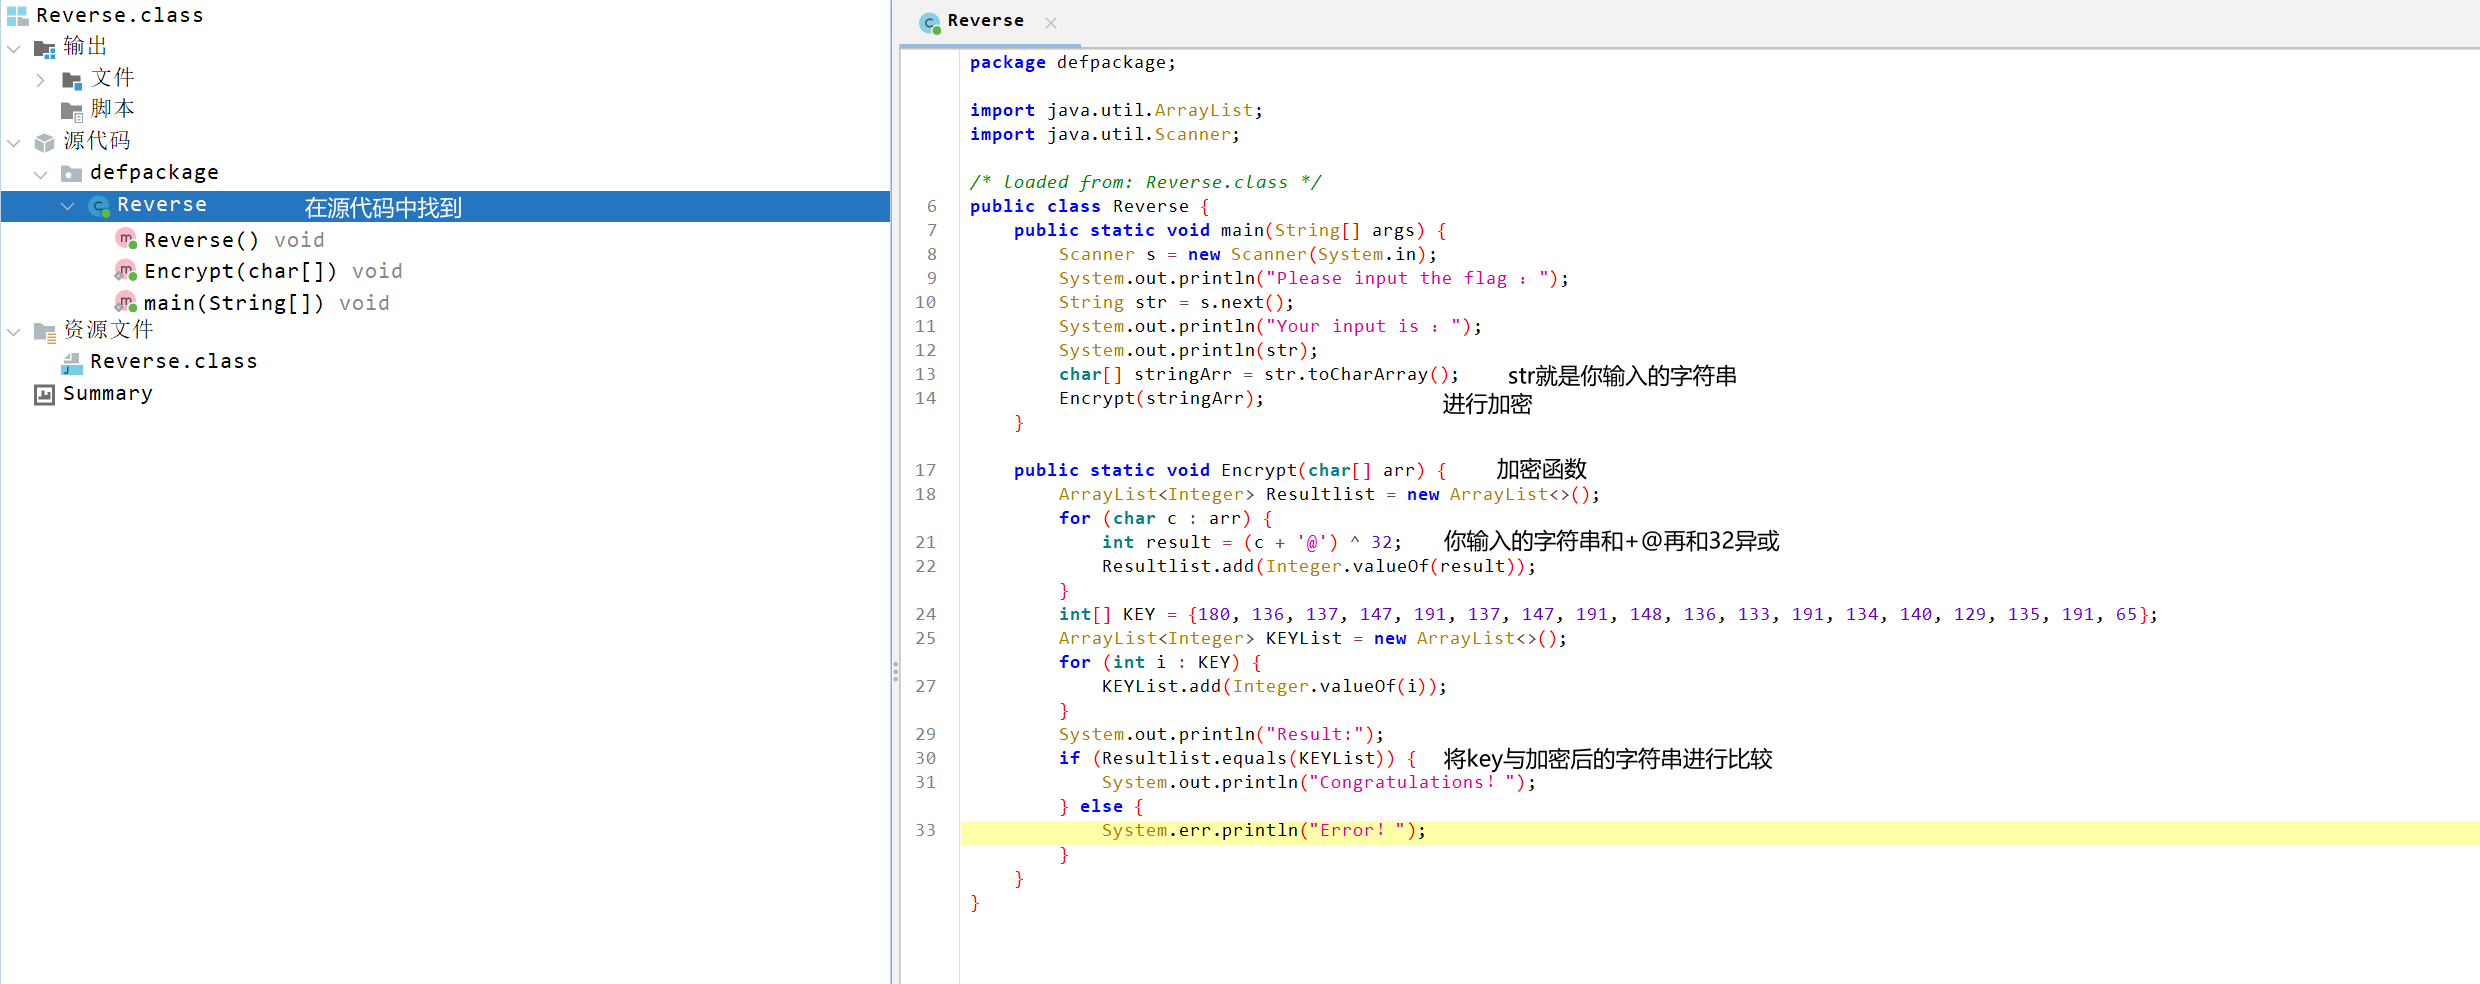 Reverse.class
输出
文件
脚本
源代码
defpackage
Reverse 在源代码中找到
Reverse() void
Encrypt(char[]) void
main(String[]) void
资源文件
Reverse.class
Summary
Reverse
package defpackage;
import java.util.ArrayList;
import java.util.Scanner;
/* loaded from: Reverse.class */
6 public class Reverse {
7 public static void main(String[] args) {
8 Scanner s = new Scanner(System.in);
9 System.out.println("Please input the flag ：");
10 String str = s.next();
11 System.out.println("Your input is ：");
12 System.out.println(str);
13 char[] stringArr = str.toCharArray(); str就是你输入的字符串
14 Encrypt(stringArr); 进行加密
}
17 public static void Encrypt(char[] arr) { 加密函数
18 ArrayList<Integer> Resultlist = new ArrayList<>();
for (char c : arr) {
21 int result = (c + '@') ^ 32; 你输入的字符串和+@再和32异或
22 Resultlist.add(Integer.valueOf(result));
}
24 int[] KEY = {180, 136, 137, 147, 191, 137, 147, 191, 148, 136, 133, 191, 134, 140, 129, 135, 191, 65};
25 ArrayList<Integer> KEYList = new ArrayList<>();
for (int i : KEY) {
27 KEYList.add(Integer.valueOf(i));
}
29 System.out.println("Result:");
30 if (Resultlist.equals(KEYList)) { 将key与加密后的字符串进行比较
31 System.out.println("Congratulations！");
} else {
33 System.err.println("Error！");
}
}
}